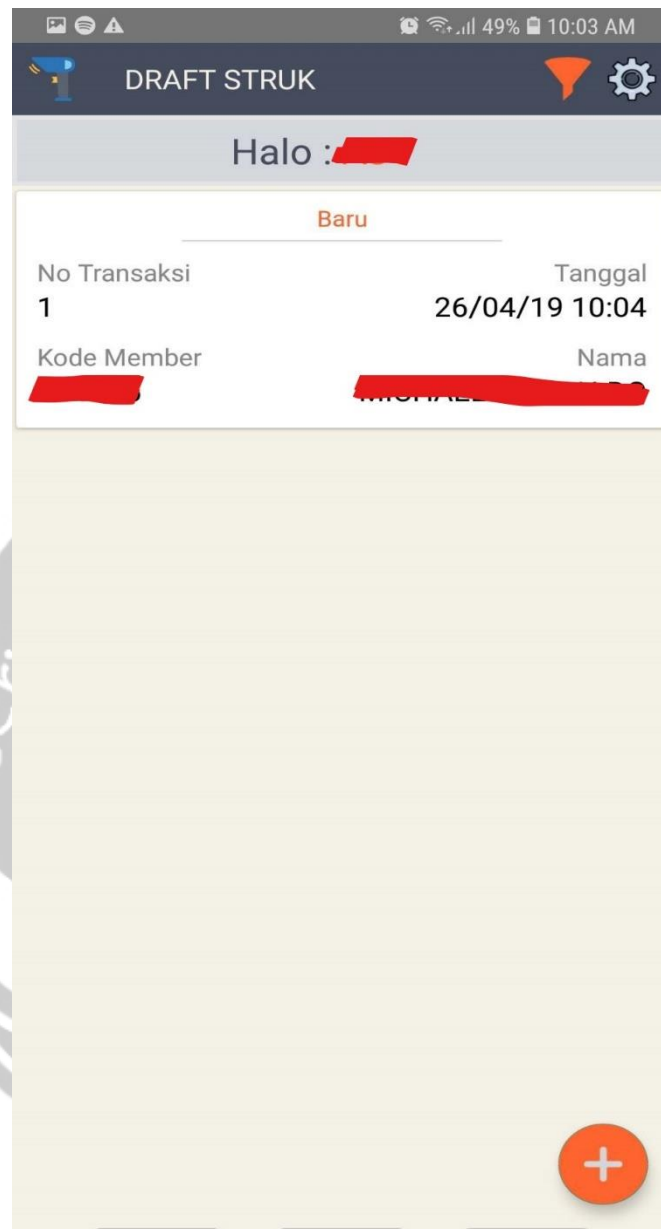 49% 10:03 AM
DRAFT STRUK
Halo :
Baru
No Transaksi Tanggal
1 26/04/19 10:04
Kode Member Nama